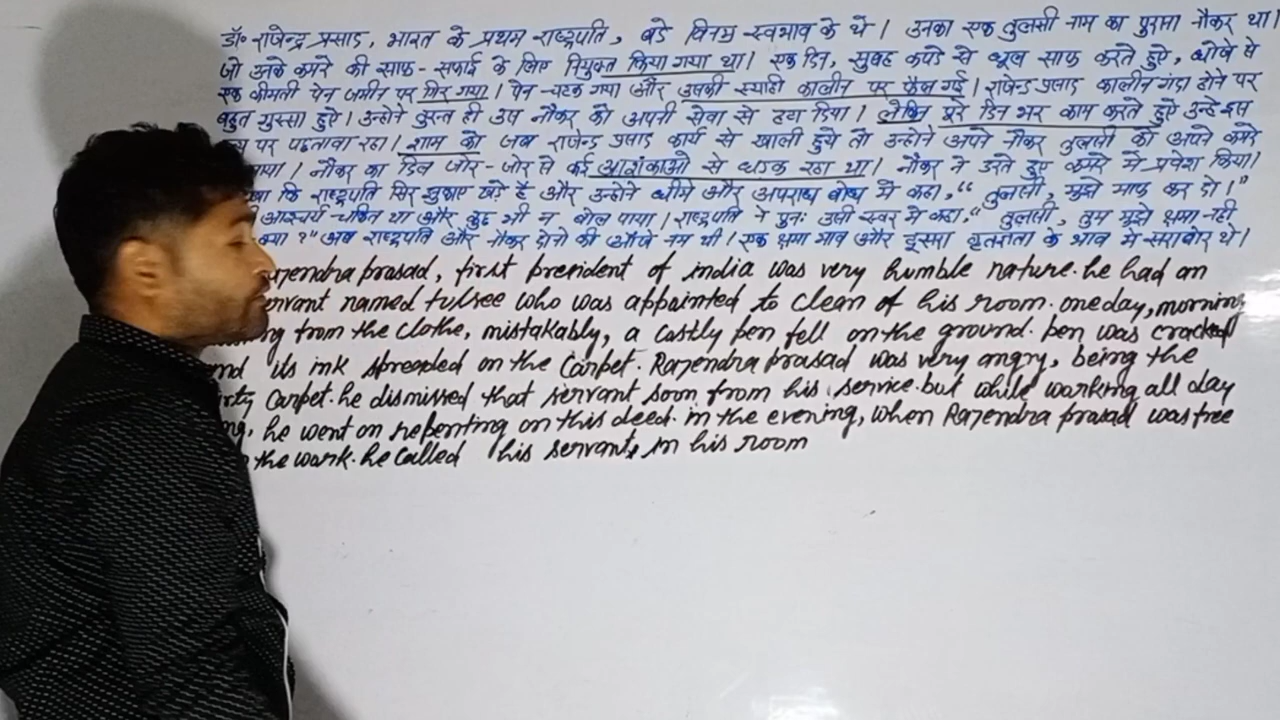 डॉ॰ राजेन्द्र प्रसाद, भारत के प्रथम राष्ट्रपति, बडे विनम्र स्वभाव के थे। उनका एक तुलसी नाम का पुराना नौकर था।
जो उनके कमरे की साफ-सफाई के लिए नियुक्त किया गया था। एक दिन, सुबह कपडे से धूल साफ करते हुऐ, धोखे से
एक कीमती पेन जमीन पर गिर गया। पेन चटक गया और उसकी स्याही कालीन पर फैल गई। राजेन्द्र प्रसाद कालीन गंदा होने पर
बहुत गुस्सा हुऐ। उन्होने तुरन्त ही उस नौकर को अपनी सेवा से हटा दिया। लेकिन पूरे दिन भर काम करते हुऐ उन्हे इस
पर पछतावा रहा। शाम को जब राजेन्द्र प्रसाद कार्य से खाली हुये तो उन्होने अपने नौकर तुलसी को अपने कमरे
नौकर का दिल जोर-जोर से कई आशंकाओ से धडक रहा था। नौकर ने डरते हुए कमरे में प्रवेश किया।
कि राष्ट्रपति सिर झुकाए खडे है और उन्होने धीमे और अपराध बोध में कहा, “तुलसी, मुझे माफ कर दो।”
आश्चर्य चकित था और कुछ भी न बोल पाया। राष्ट्रपति ने पुनः उसी स्वर में कहा, “तुलसी, तुम मुझे क्षमा नही
क्या?” अब राष्ट्रपति और नौकर दोनो की आँखे नम थी। एक क्षमा भाव और दूसरा कृतज्ञता के भाव में सराबोर थे।
prasad, first president of india was very humble nature. he had an
named tulsee who was appointed to clean of his room. oneday, morning
from the clothe, mistakably, a costly pen fell on the ground. pen was cracked
its ink spreaded on the carpet. Rajendra prasad was very angry, being the
carpet. he dismissed that servant soon from his service. but while working all day
he went on repenting on this deed. in the evening, when Rajendra prasad was free
the work. he called his servant, in his room